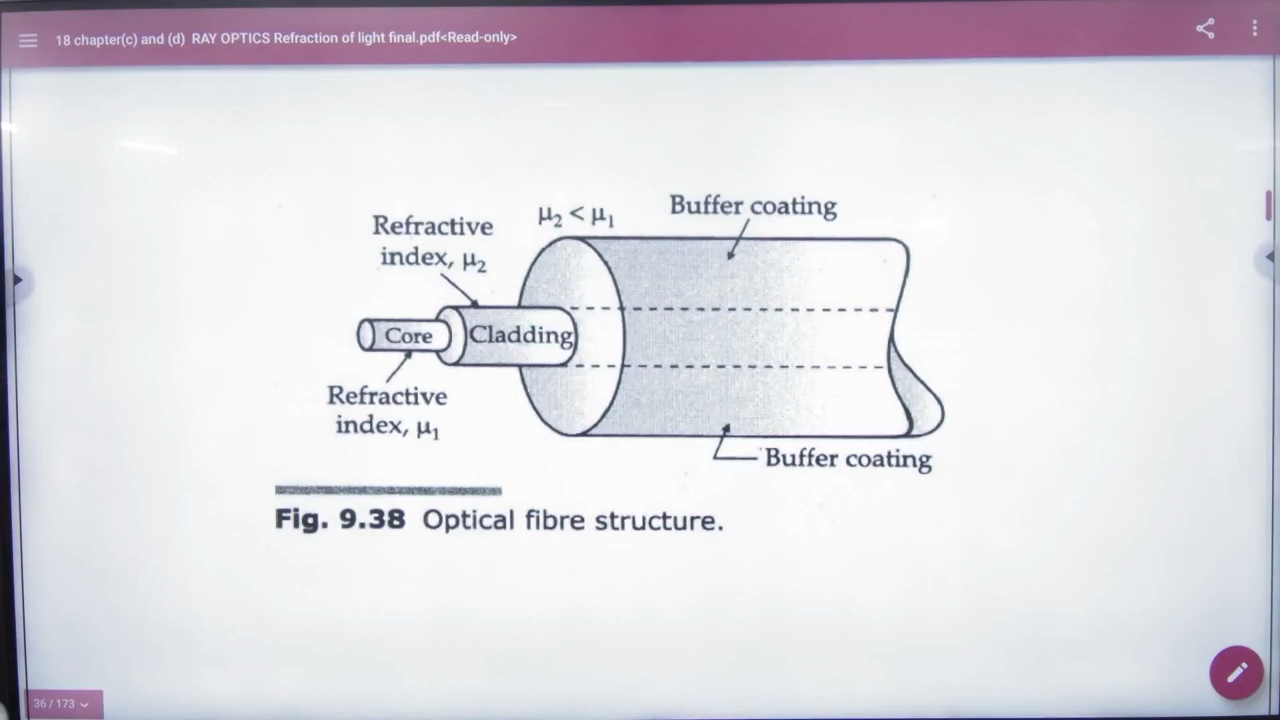 18 chapter(c) and (d) RAY OPTICS Refraction of light final.pdf<Read-only>
Buffer coating
μ₂ < μ₁
Refractive
index, μ₂
Core
Cladding
Refractive
index, μ₁
Buffer coating
Fig. 9.38 Optical fibre structure.
36 / 173